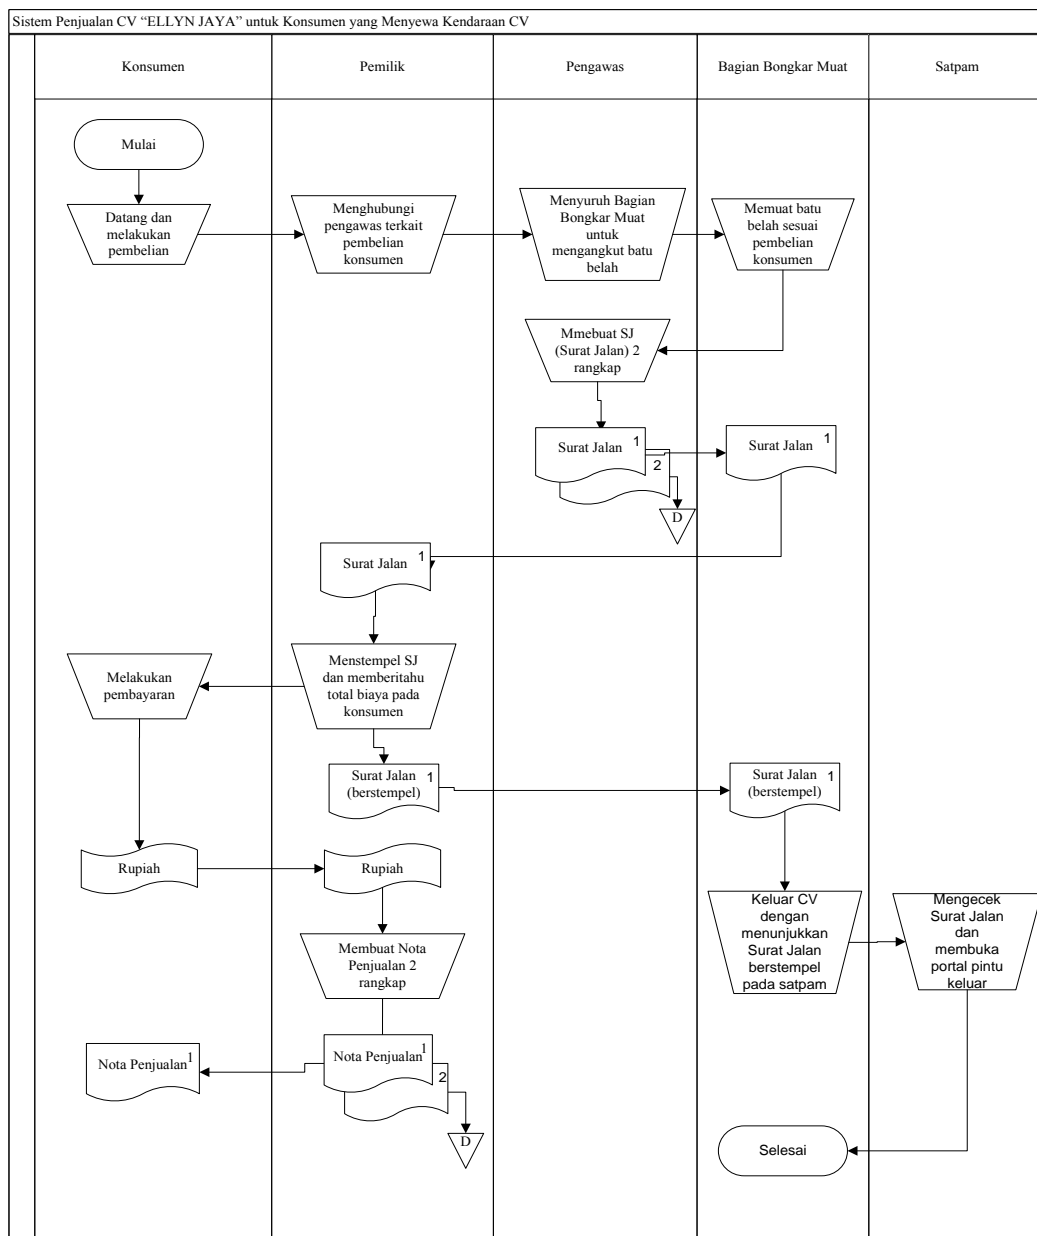 Sistem Penjualan CV “ELLYN JAYA” untuk Konsumen yang Menyewa Kendaraan CV
Konsumen
Pemilik
Pengawas
Bagian Bongkar Muat
Satpam
Mulai
Datang dan
melakukan
pembelian
Menghubungi
pengawas terkait
pembelian
konsumen
Menyuruh Bagian
Bongkar Muat
untuk
mengangkut batu
belah
Memuat batu
belah sesuai
pembelian
konsumen
Mmebuat SJ
(Surat Jalan) 2
rangkap
Surat Jalan 1
2
D
Surat Jalan 1
Surat Jalan 1
Menstempel SJ
dan memberitahu
total biaya pada
konsumen
Melakukan
pembayaran
Surat Jalan
(berstempel) 1
Surat Jalan
(berstempel) 1
Rupiah
Rupiah
Keluar CV
dengan
menunjukkan
Surat Jalan
berstempel
pada satpam
Mengecek
Surat Jalan
dan
membuka
portal pintu
keluar
Membuat Nota
Penjualan 2
rangkap
Nota Penjualan 1
2
D
Nota Penjualan 1
Selesai